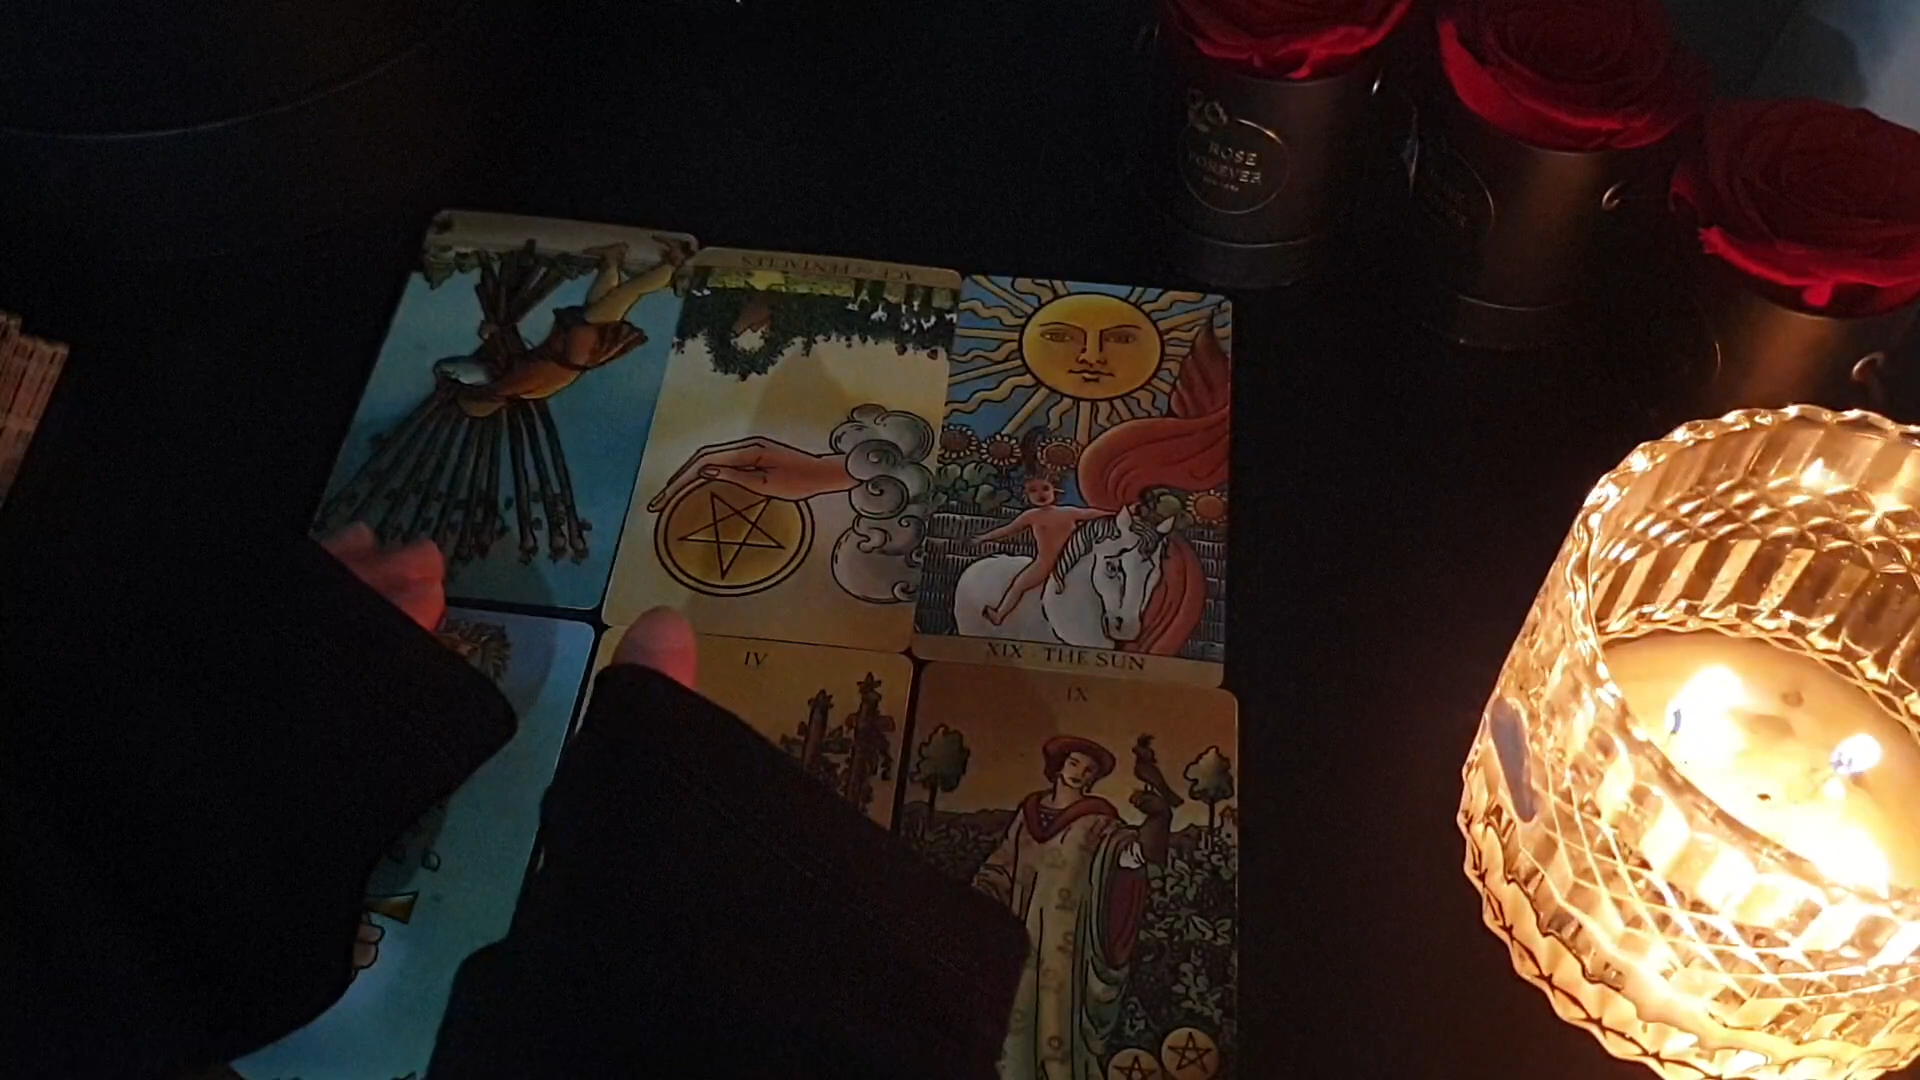 ROSE
FOREVER
ACE OF PENTACLES
XIX · THE SUN
IV
IX